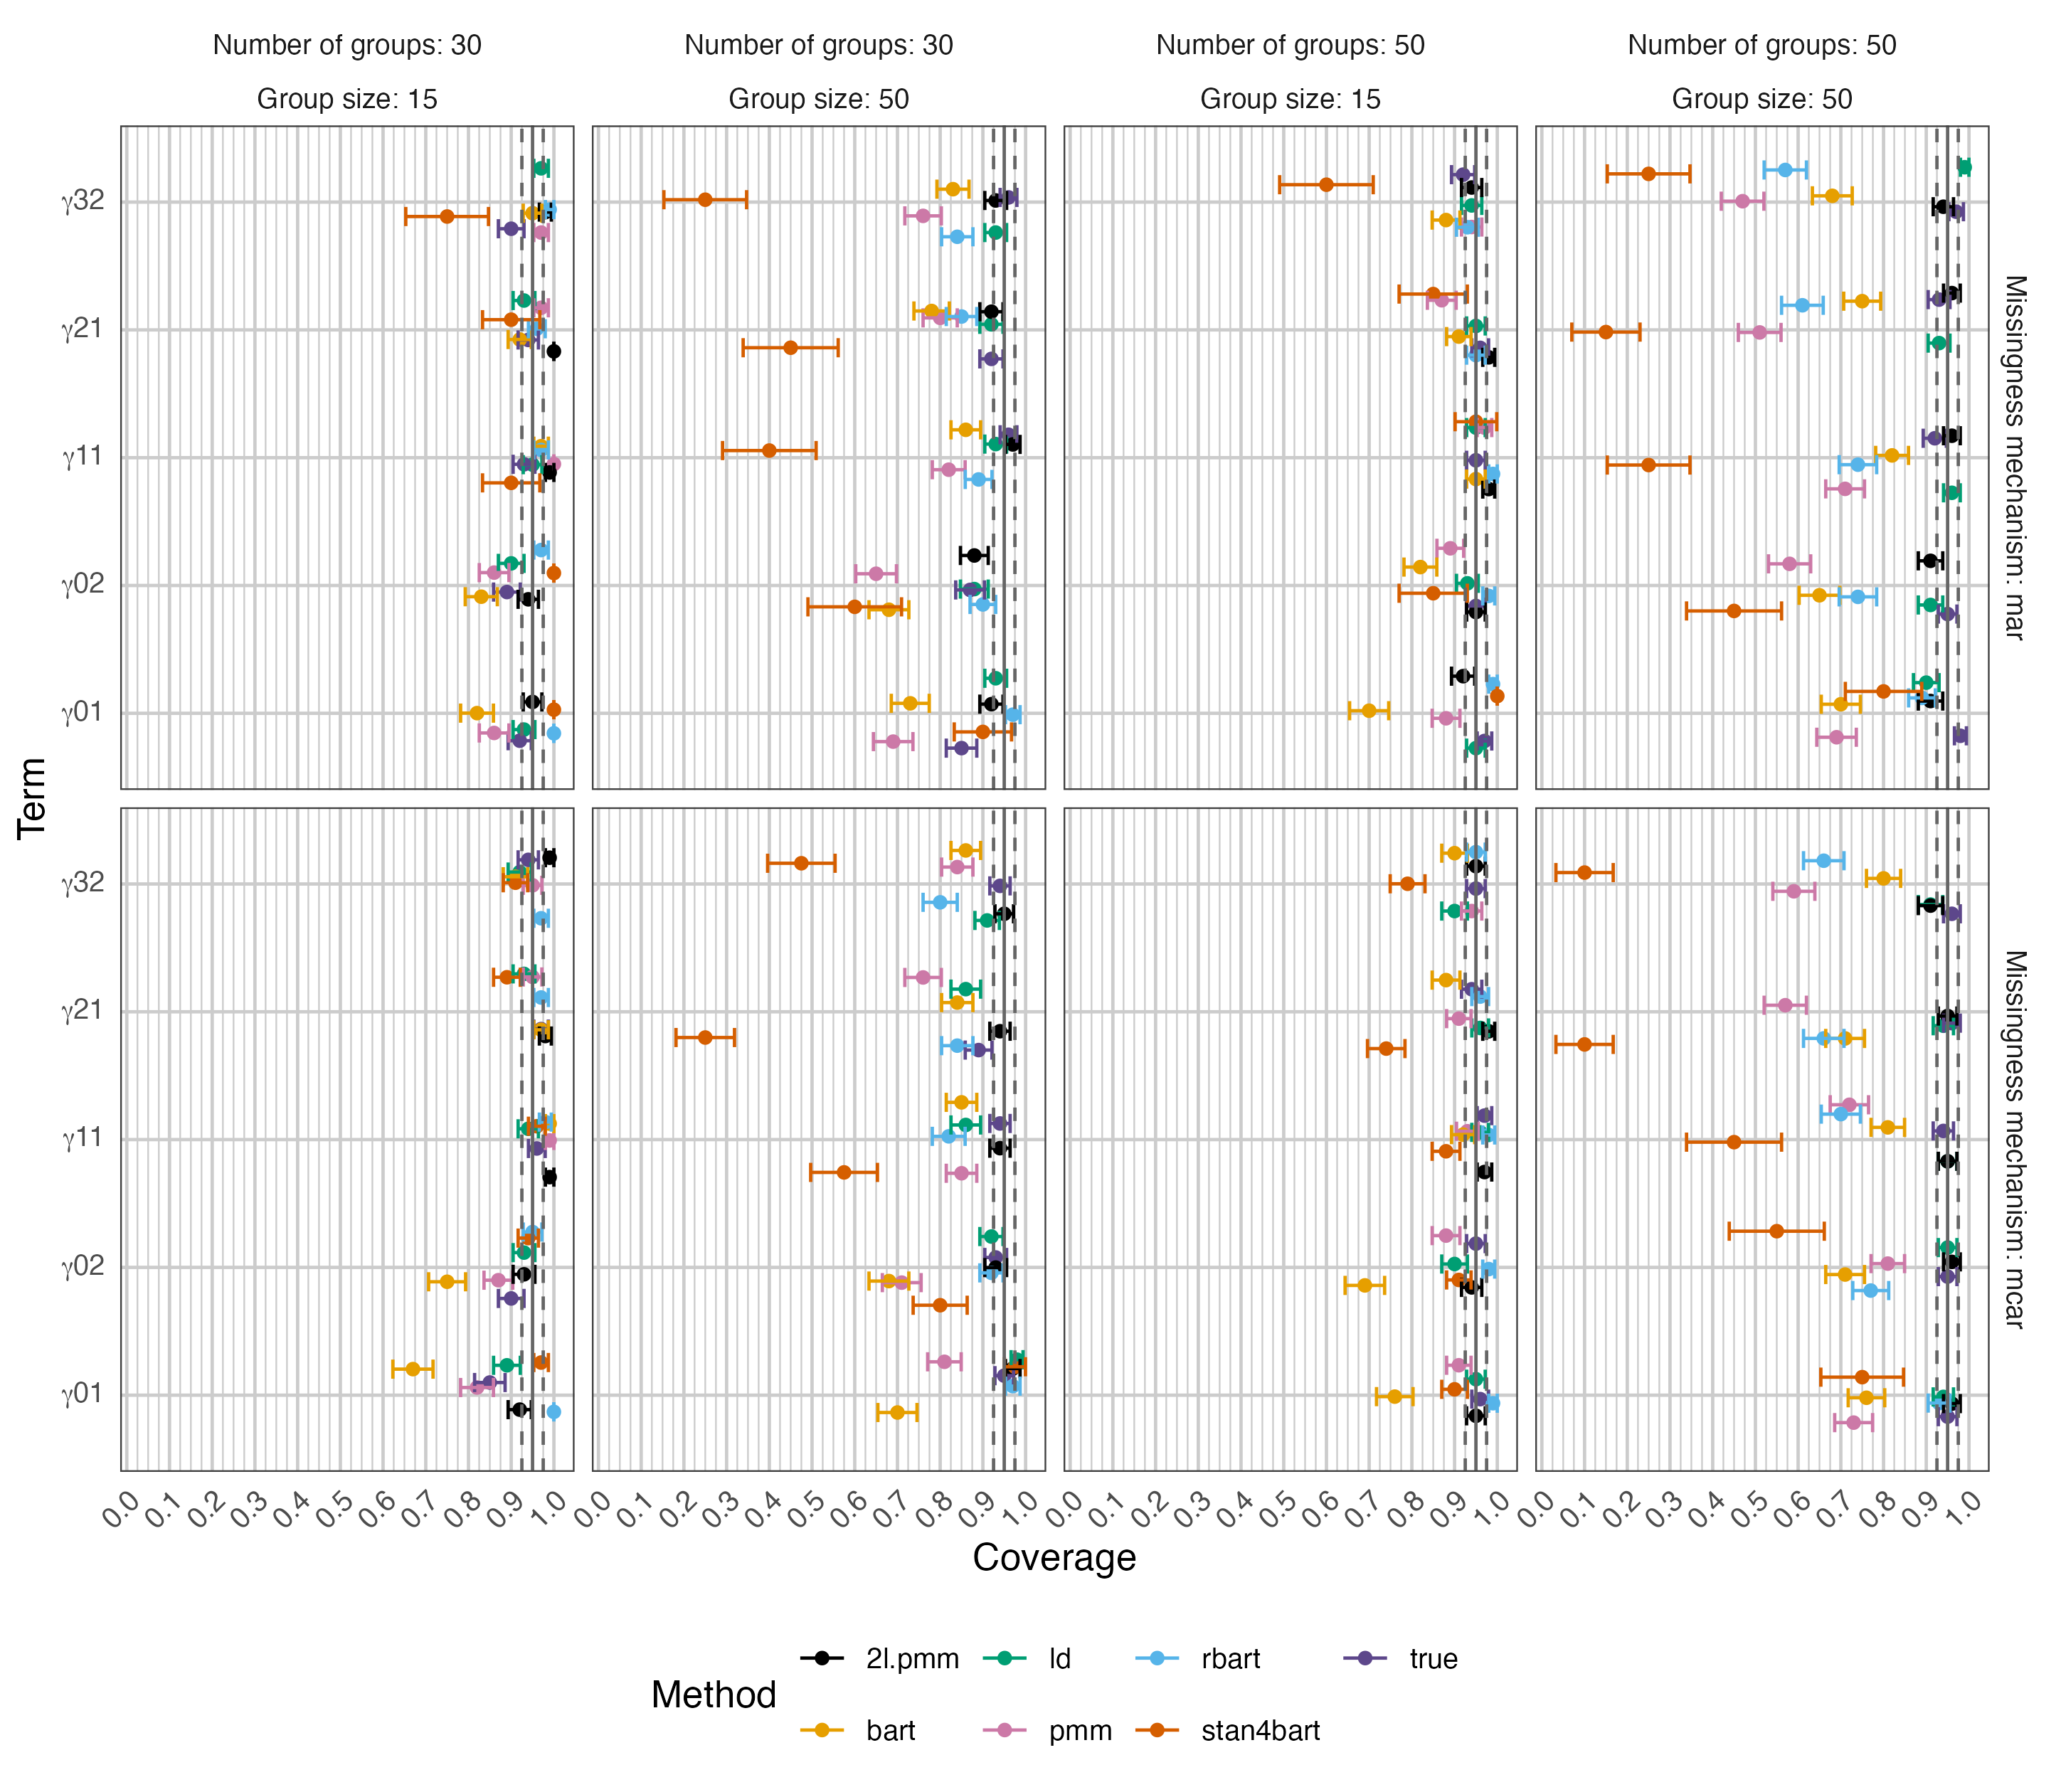 Number of groups: 30 Number of groups: 30 Number of groups: 50 Number of groups: 50
Group size: 15 Group size: 50 Group size: 15 Group size: 50
γ32
γ21
γ11
γ02
γ01
Missingness mechanism: mar
Term
γ32
γ21
γ11
γ02
γ01
Missingness mechanism: mcar
0.0 0.1 0.2 0.3 0.4 0.5 0.6 0.7 0.8 0.9 1.0 0.0 0.1 0.2 0.3 0.4 0.5 0.6 0.7 0.8 0.9 1.0 0.0 0.1 0.2 0.3 0.4 0.5 0.6 0.7 0.8 0.9 1.0 0.0 0.1 0.2 0.3 0.4 0.5 0.6 0.7 0.8 0.9 1.0
Coverage
Method
2l.pmm ld rbart true
bart pmm stan4bart